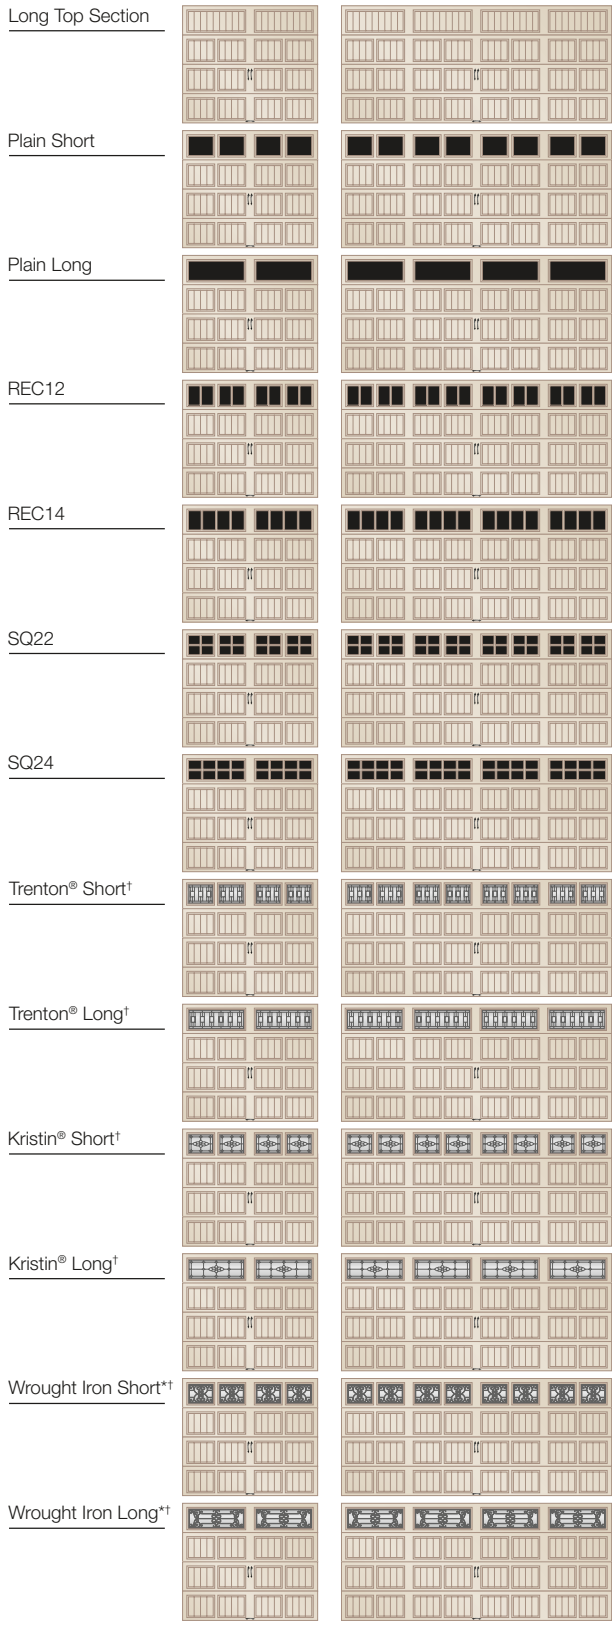 Long Top Section
Plain Short
Plain Long
REC12
REC14
SQ22
SQ24
Trenton® Short†
Trenton® Long†
Kristin® Short†
Kristin® Long†
Wrought Iron Short*†
Wrought Iron Long*†